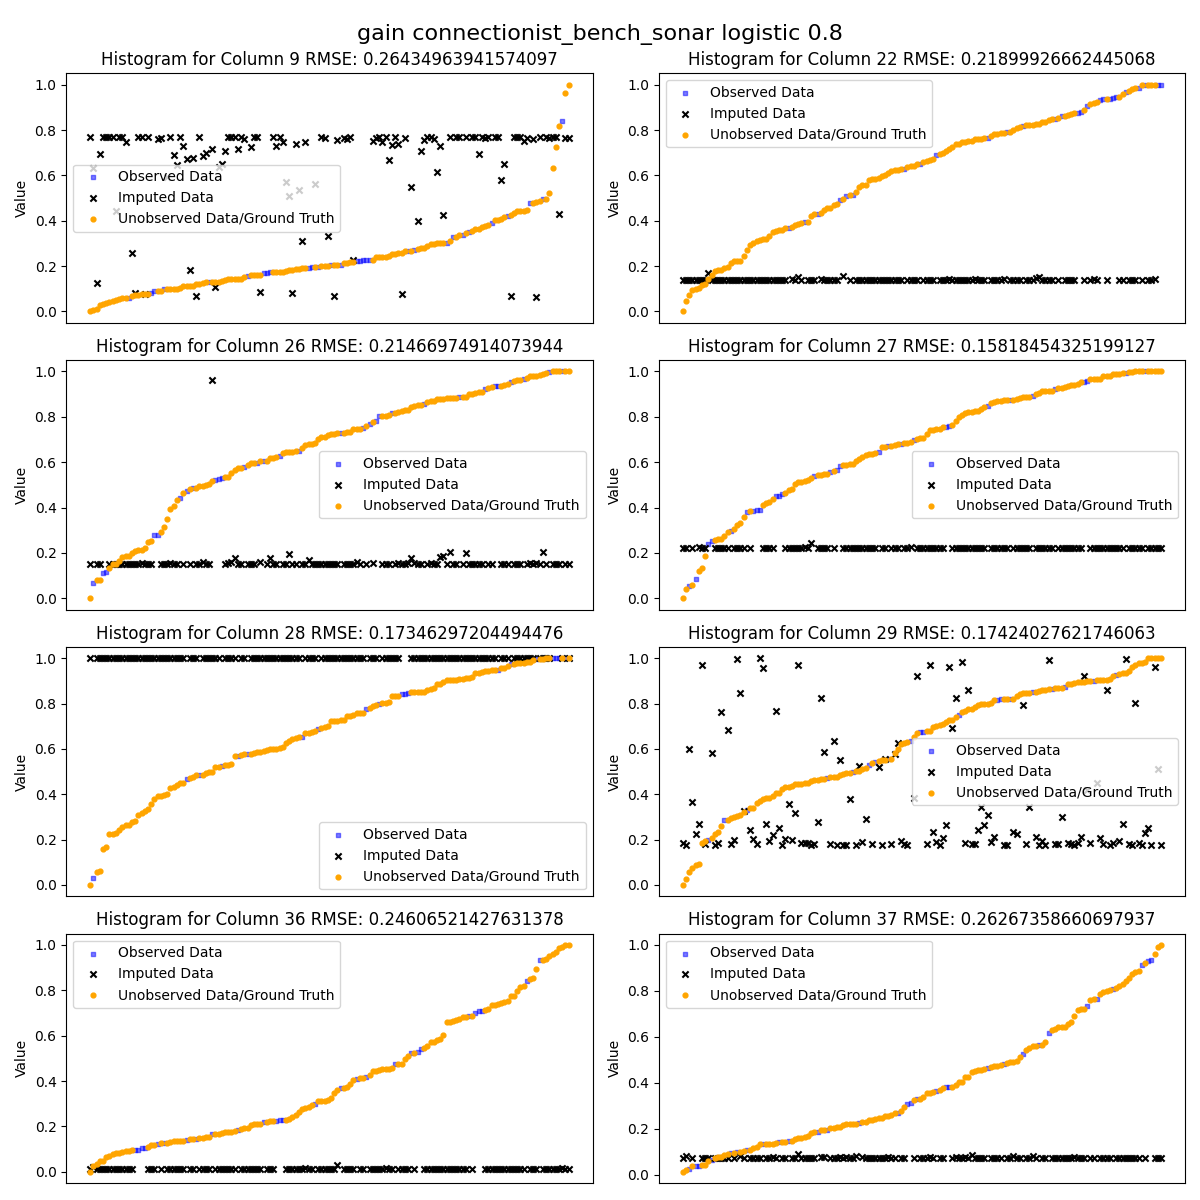 gain connectionist_bench_sonar logistic 0.8
Histogram for Column 9 RMSE: 0.26434963941574097
1.0
0.8
0.6
0.4
0.2
0.0
Value
Observed Data
Imputed Data
Unobserved Data/Ground Truth
Histogram for Column 22 RMSE: 0.21899926662445068
1.0
0.8
0.6
0.4
0.2
0.0
Value
Observed Data
Imputed Data
Unobserved Data/Ground Truth
Histogram for Column 26 RMSE: 0.21466974914073944
1.0
0.8
0.6
0.4
0.2
0.0
Value
Observed Data
Imputed Data
Unobserved Data/Ground Truth
Histogram for Column 27 RMSE: 0.15818454325199127
1.0
0.8
0.6
0.4
0.2
0.0
Value
Observed Data
Imputed Data
Unobserved Data/Ground Truth
Histogram for Column 28 RMSE: 0.17346297204494476
1.0
0.8
0.6
0.4
0.2
0.0
Value
Observed Data
Imputed Data
Unobserved Data/Ground Truth
Histogram for Column 29 RMSE: 0.17424027621746063
1.0
0.8
0.6
0.4
0.2
0.0
Value
Observed Data
Imputed Data
Unobserved Data/Ground Truth
Histogram for Column 36 RMSE: 0.24606521427631378
1.0
0.8
0.6
0.4
0.2
0.0
Value
Observed Data
Imputed Data
Unobserved Data/Ground Truth
Histogram for Column 37 RMSE: 0.26267358660697937
1.0
0.8
0.6
0.4
0.2
0.0
Value
Observed Data
Imputed Data
Unobserved Data/Ground Truth